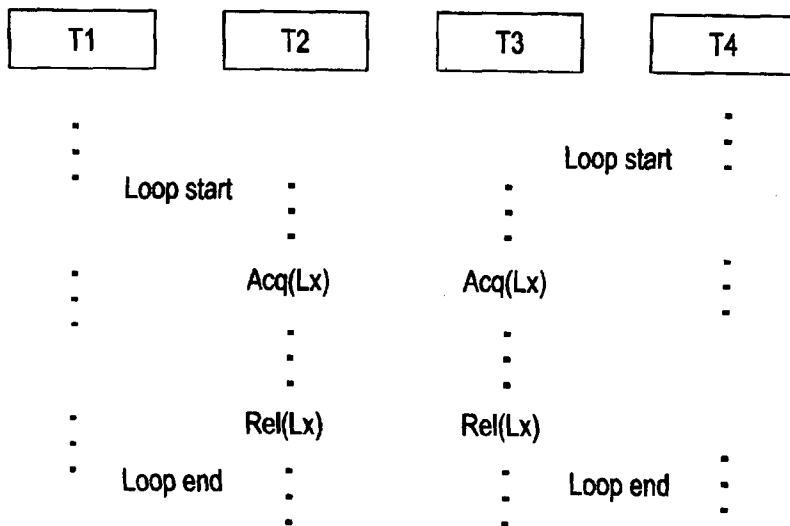 T1 T2 T3 T4
Loop start
Loop start
Acq(Lx) Acq(Lx)
Rel(Lx) Rel(Lx)
Loop end Loop end